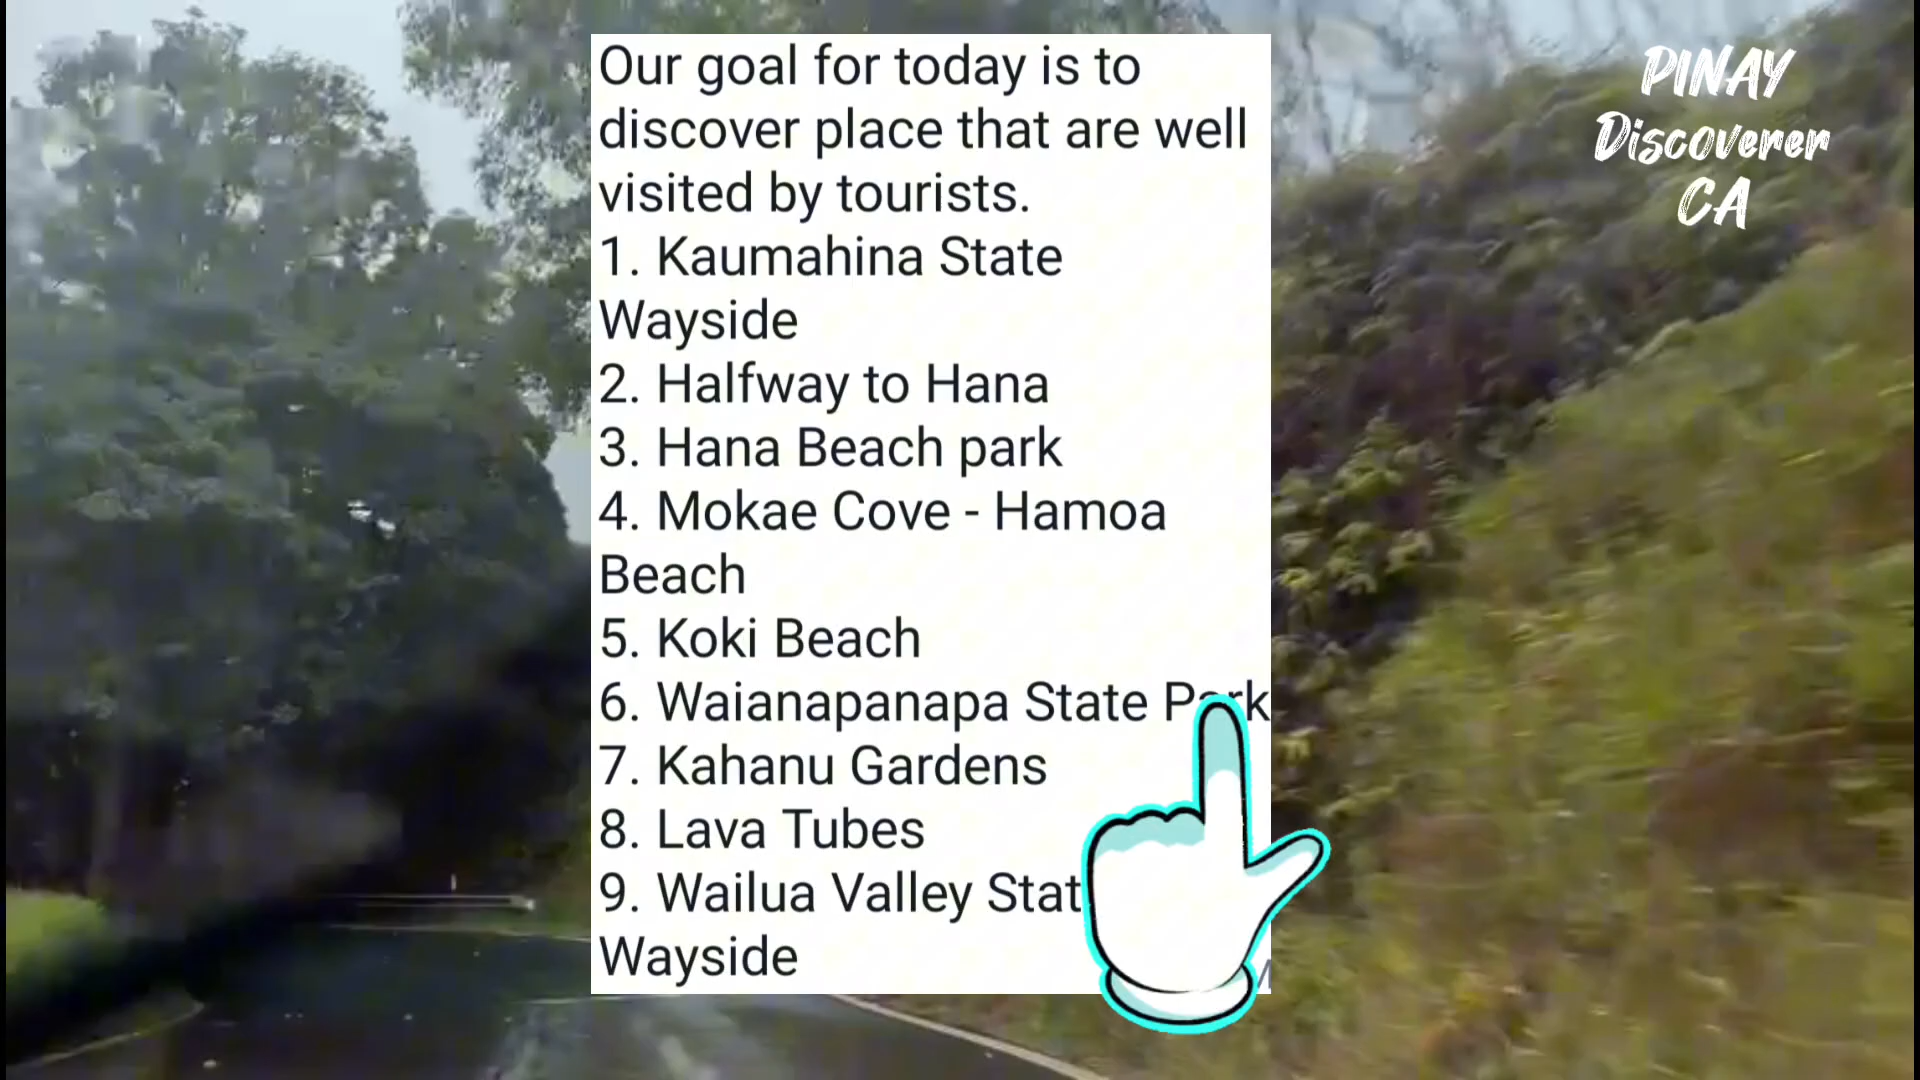 Our goal for today is to
discover place that are well
visited by tourists.
1. Kaumahina State
Wayside
2. Halfway to Hana
3. Hana Beach park
4. Mokae Cove - Hamoa
Beach
5. Koki Beach
6. Waianapanapa State Park
7. Kahanu Gardens
8. Lava Tubes
9. Wailua Valley Stat
Wayside
PINAY
Discoverer
CA